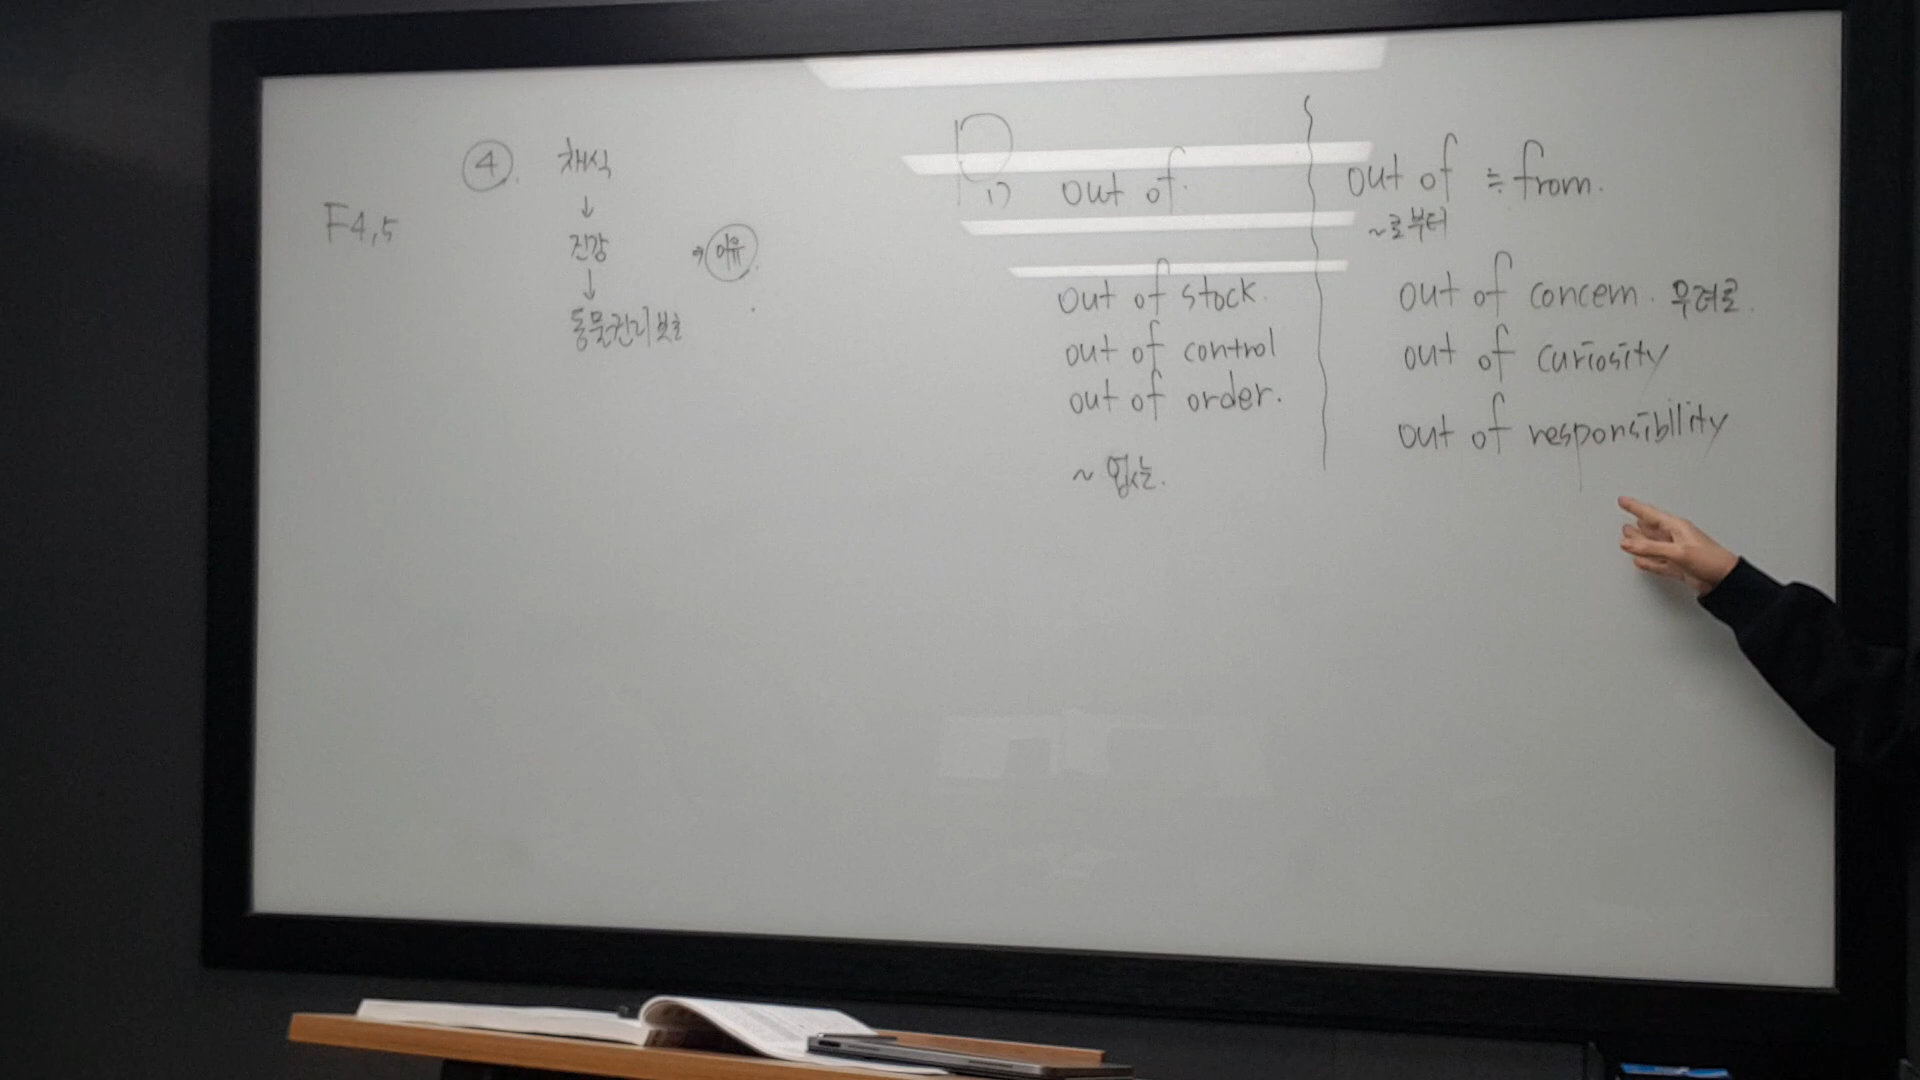 F4,5
④. 채식
↓
건강 → 이유.
↓
동물권리보호
P
1) out of.
out of stock.
out of control
out of order.
~ 없는.
out of ≒ from.
~로부터
out of concern. 우려로.
out of curiosity
out of responsibility